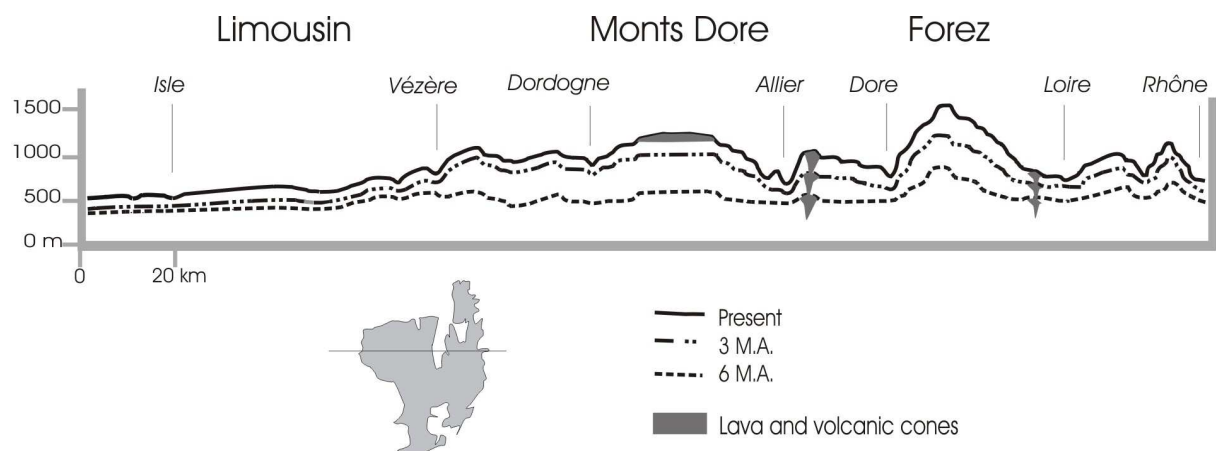 Limousin Monts Dore Forez
Isle Vézère Dordogne Allier Dore Loire Rhône
1500
1000
500
0 m
0 20 km
Present
3 M.A.
6 M.A.
Lava and volcanic cones